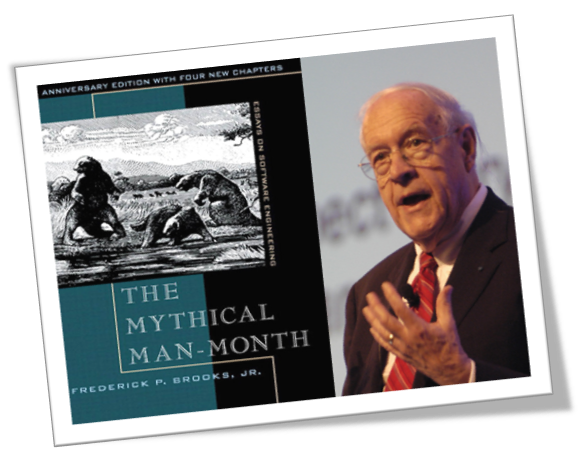 ANNIVERSARY EDITION WITH FOUR NEW CHAPTERS
ESSAYS ON SOFTWARE ENGINEERING
THE
MYTHICAL
MAN-MONTH
FREDERICK P. BROOKS, JR.